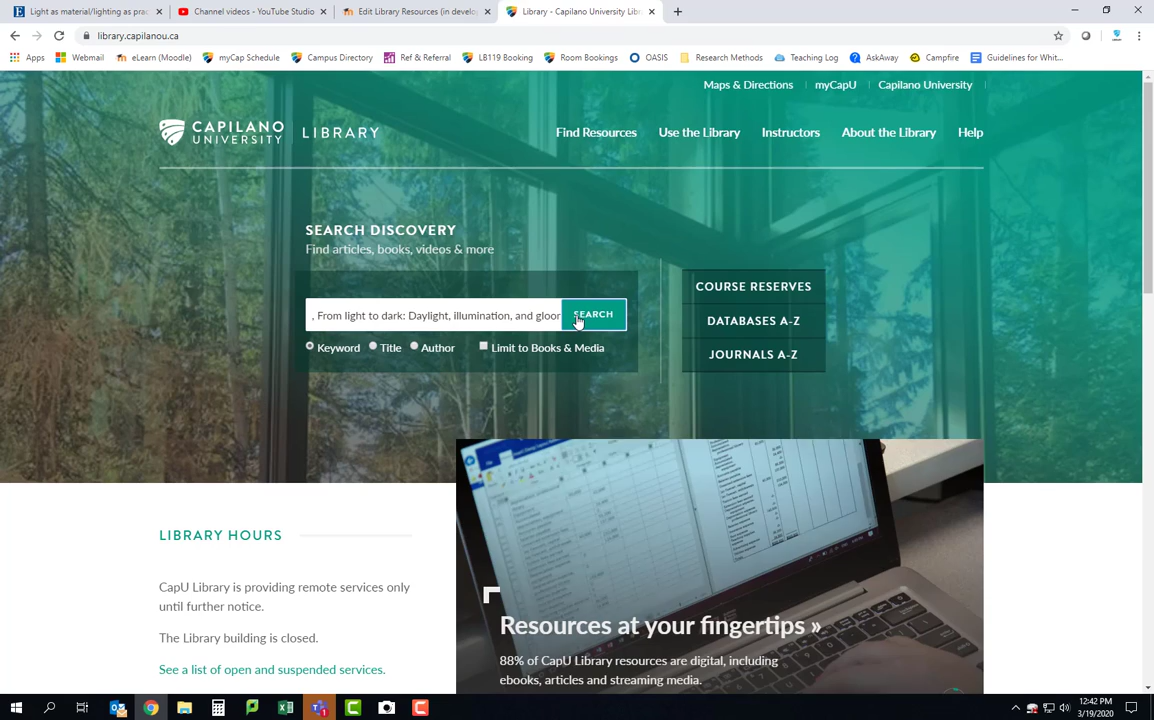 Light as material/lighting as prac
Channel videos - YouTube Studio
Edit Library Resources (in develo
Library - Capilano University Libr
library.capilanou.ca
Apps
Webmail
eLearn (Moodle)
myCap Schedule
Campus Directory
Ref & Referral
LB119 Booking
Room Bookings
OASIS
Research Methods
Teaching Log
AskAway
Campfire
Guidelines for Whit...
Maps & Directions
myCapU
Capilano University
CAPILANO
UNIVERSITY
LIBRARY
Find Resources
Use the Library
Instructors
About the Library
Help
SEARCH DISCOVERY
Find articles, books, videos & more
, From light to dark: Daylight, illumination, and gloor
SEARCH
Keyword
Title
Author
Limit to Books & Media
COURSE RESERVES
DATABASES A-Z
JOURNALS A-Z
LIBRARY HOURS
CapU Library is providing remote services only
until further notice.
The Library building is closed.
See a list of open and suspended services.
Resources at your fingertips »
88% of CapU Library resources are digital, including
ebooks, articles and streaming media.
12:42 PM
3/19/2020